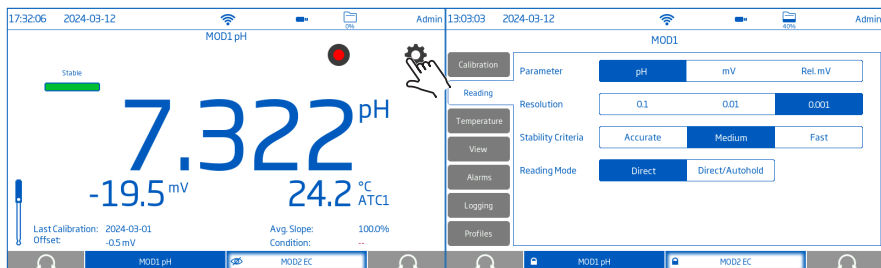 17:32:06 2024-03-12 0% Admin
MOD1 pH
Stable
7.322 pH
-19.5 mV 24.2 °C
ATC1
Last Calibration: 2024-03-01 Avg. Slope: 100.0%
Offset: -0.5 mV Condition: --
MOD1 pH MOD2 EC
13:03:03 2024-03-12 40% Admin
MOD1
Calibration
Reading
Temperature
View
Alarms
Logging
Profiles
Parameter pH mV Rel. mV
Resolution 0.1 0.01 0.001
Stability Criteria Accurate Medium Fast
Reading Mode Direct Direct/Autohold
MOD1 pH MOD2 EC